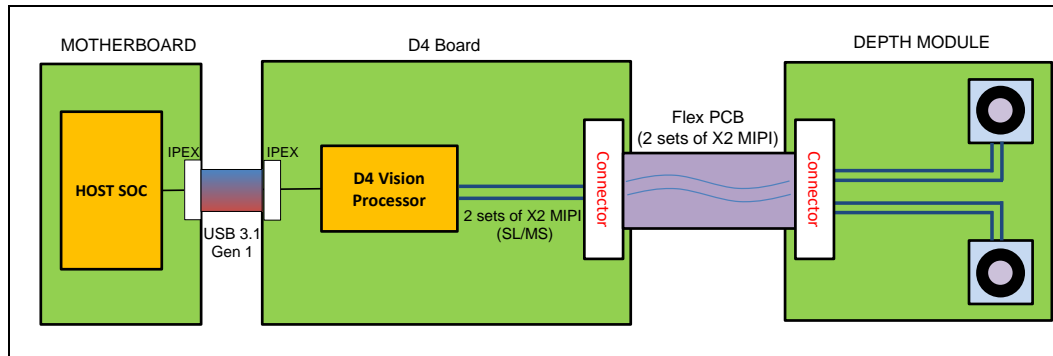 MOTHERBOARD
HOST SOC
IPEX
IPEX
USB 3.1
Gen 1
D4 Board
D4 Vision
Processor
2 sets of X2 MIPI
(SL/MS)
Connector
Flex PCB
(2 sets of X2 MIPI)
Connector
DEPTH MODULE